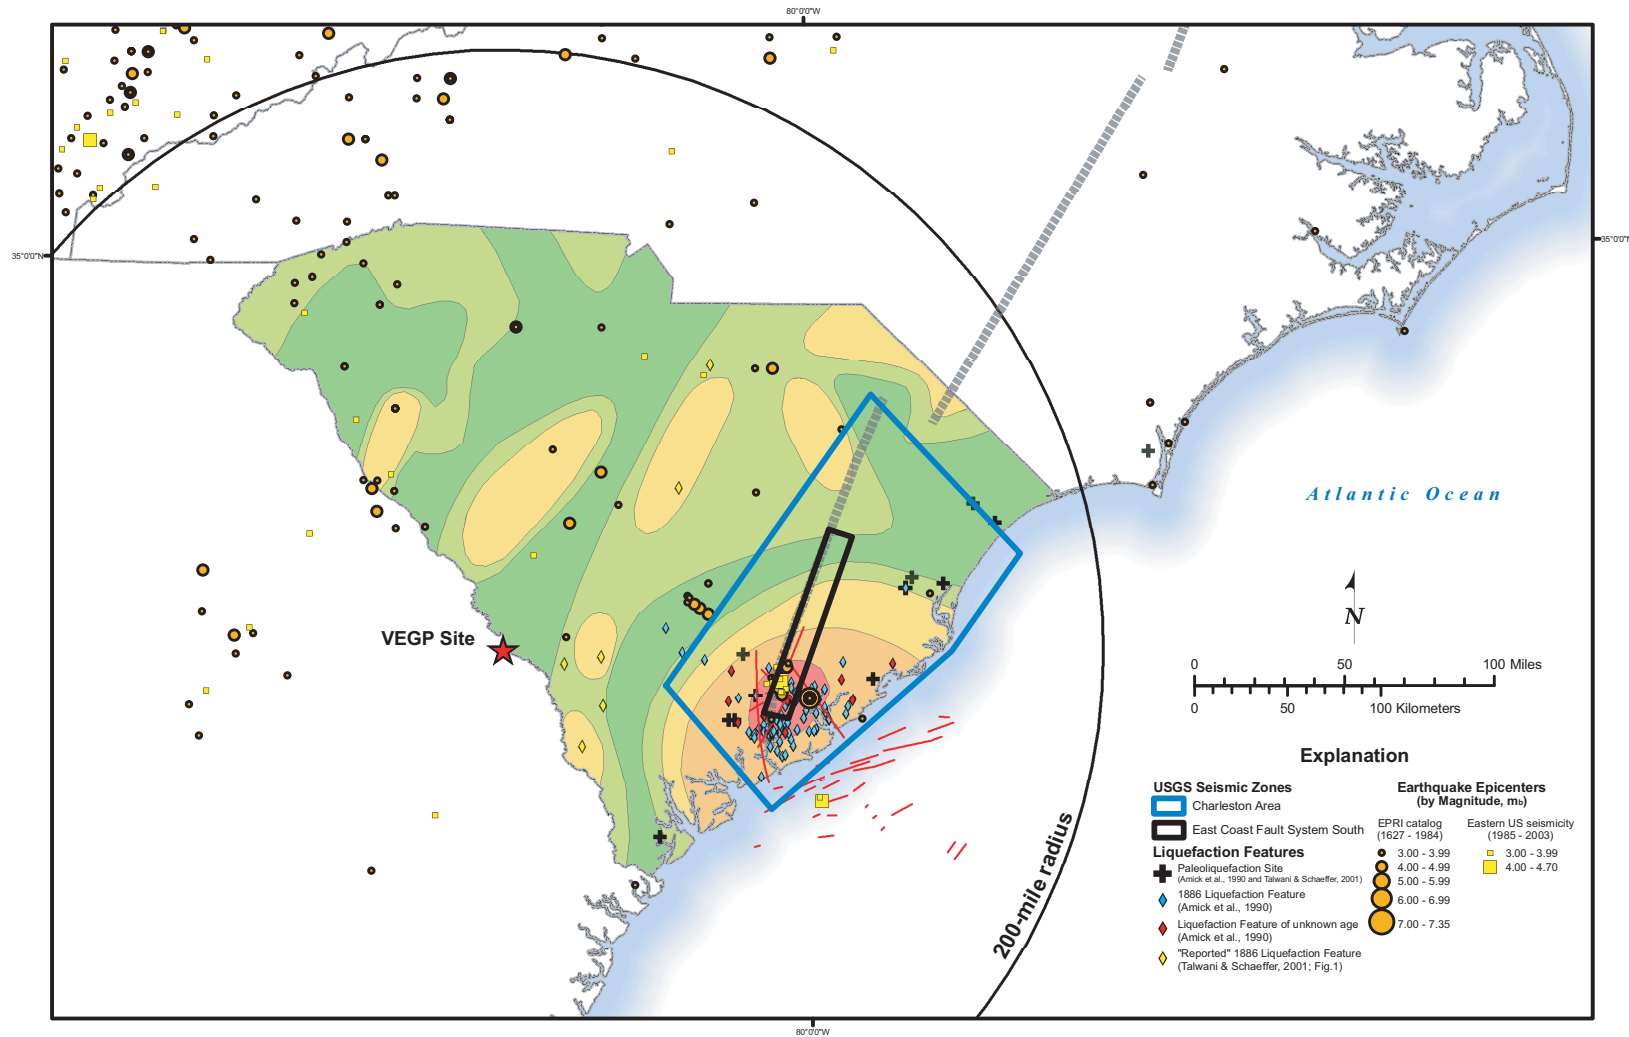 80°0'0"W
35°0'0"N
35°0'0"N
Atlantic Ocean
VEGP Site
N
0 50 100 Miles
0 50 100 Kilometers
200-mile radius
Explanation
USGS Seismic Zones
Charleston Area
East Coast Fault System South
Liquefaction Features
Paleoliquefaction Site
(Amick et al., 1990 and Talwani & Schaeffer, 2001)
1886 Liquefaction Feature
(Amick et al., 1990)
Liquefaction Feature of unknown age
(Amick et al., 1990)
"Reported" 1886 Liquefaction Feature
(Talwani & Schaeffer, 2001; Fig.1)
Earthquake Epicenters
(by Magnitude, mb)
EPRI catalog
(1627 - 1984)
3.00 - 3.99
4.00 - 4.99
5.00 - 5.99
6.00 - 6.99
7.00 - 7.35
Eastern US seismicity
(1985 - 2003)
3.00 - 3.99
4.00 - 4.70
80°0'0"W